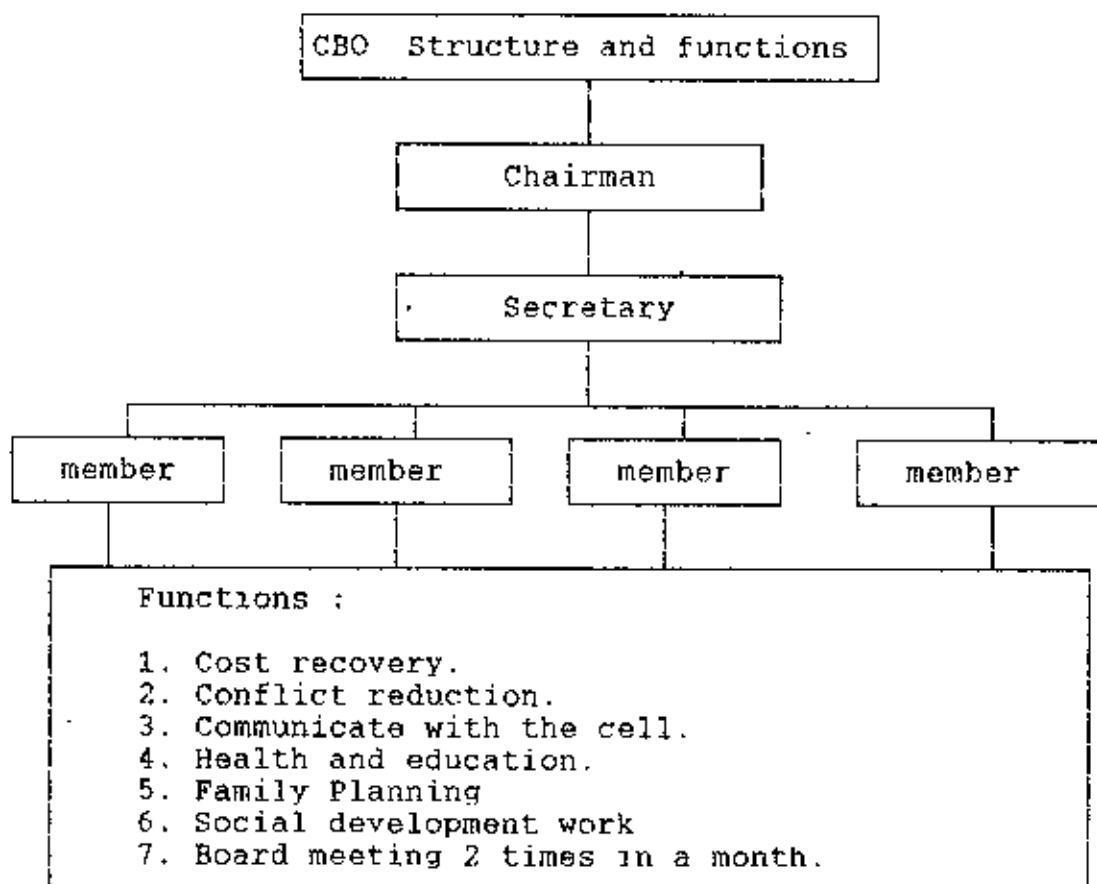 CBO Structure and functions
Chairman
Secretary
member member member member
Functions :
1. Cost recovery.
2. Conflict reduction.
3. Communicate with the cell.
4. Health and education.
5. Family Planning
6. Social development work
7. Board meeting 2 times in a month.